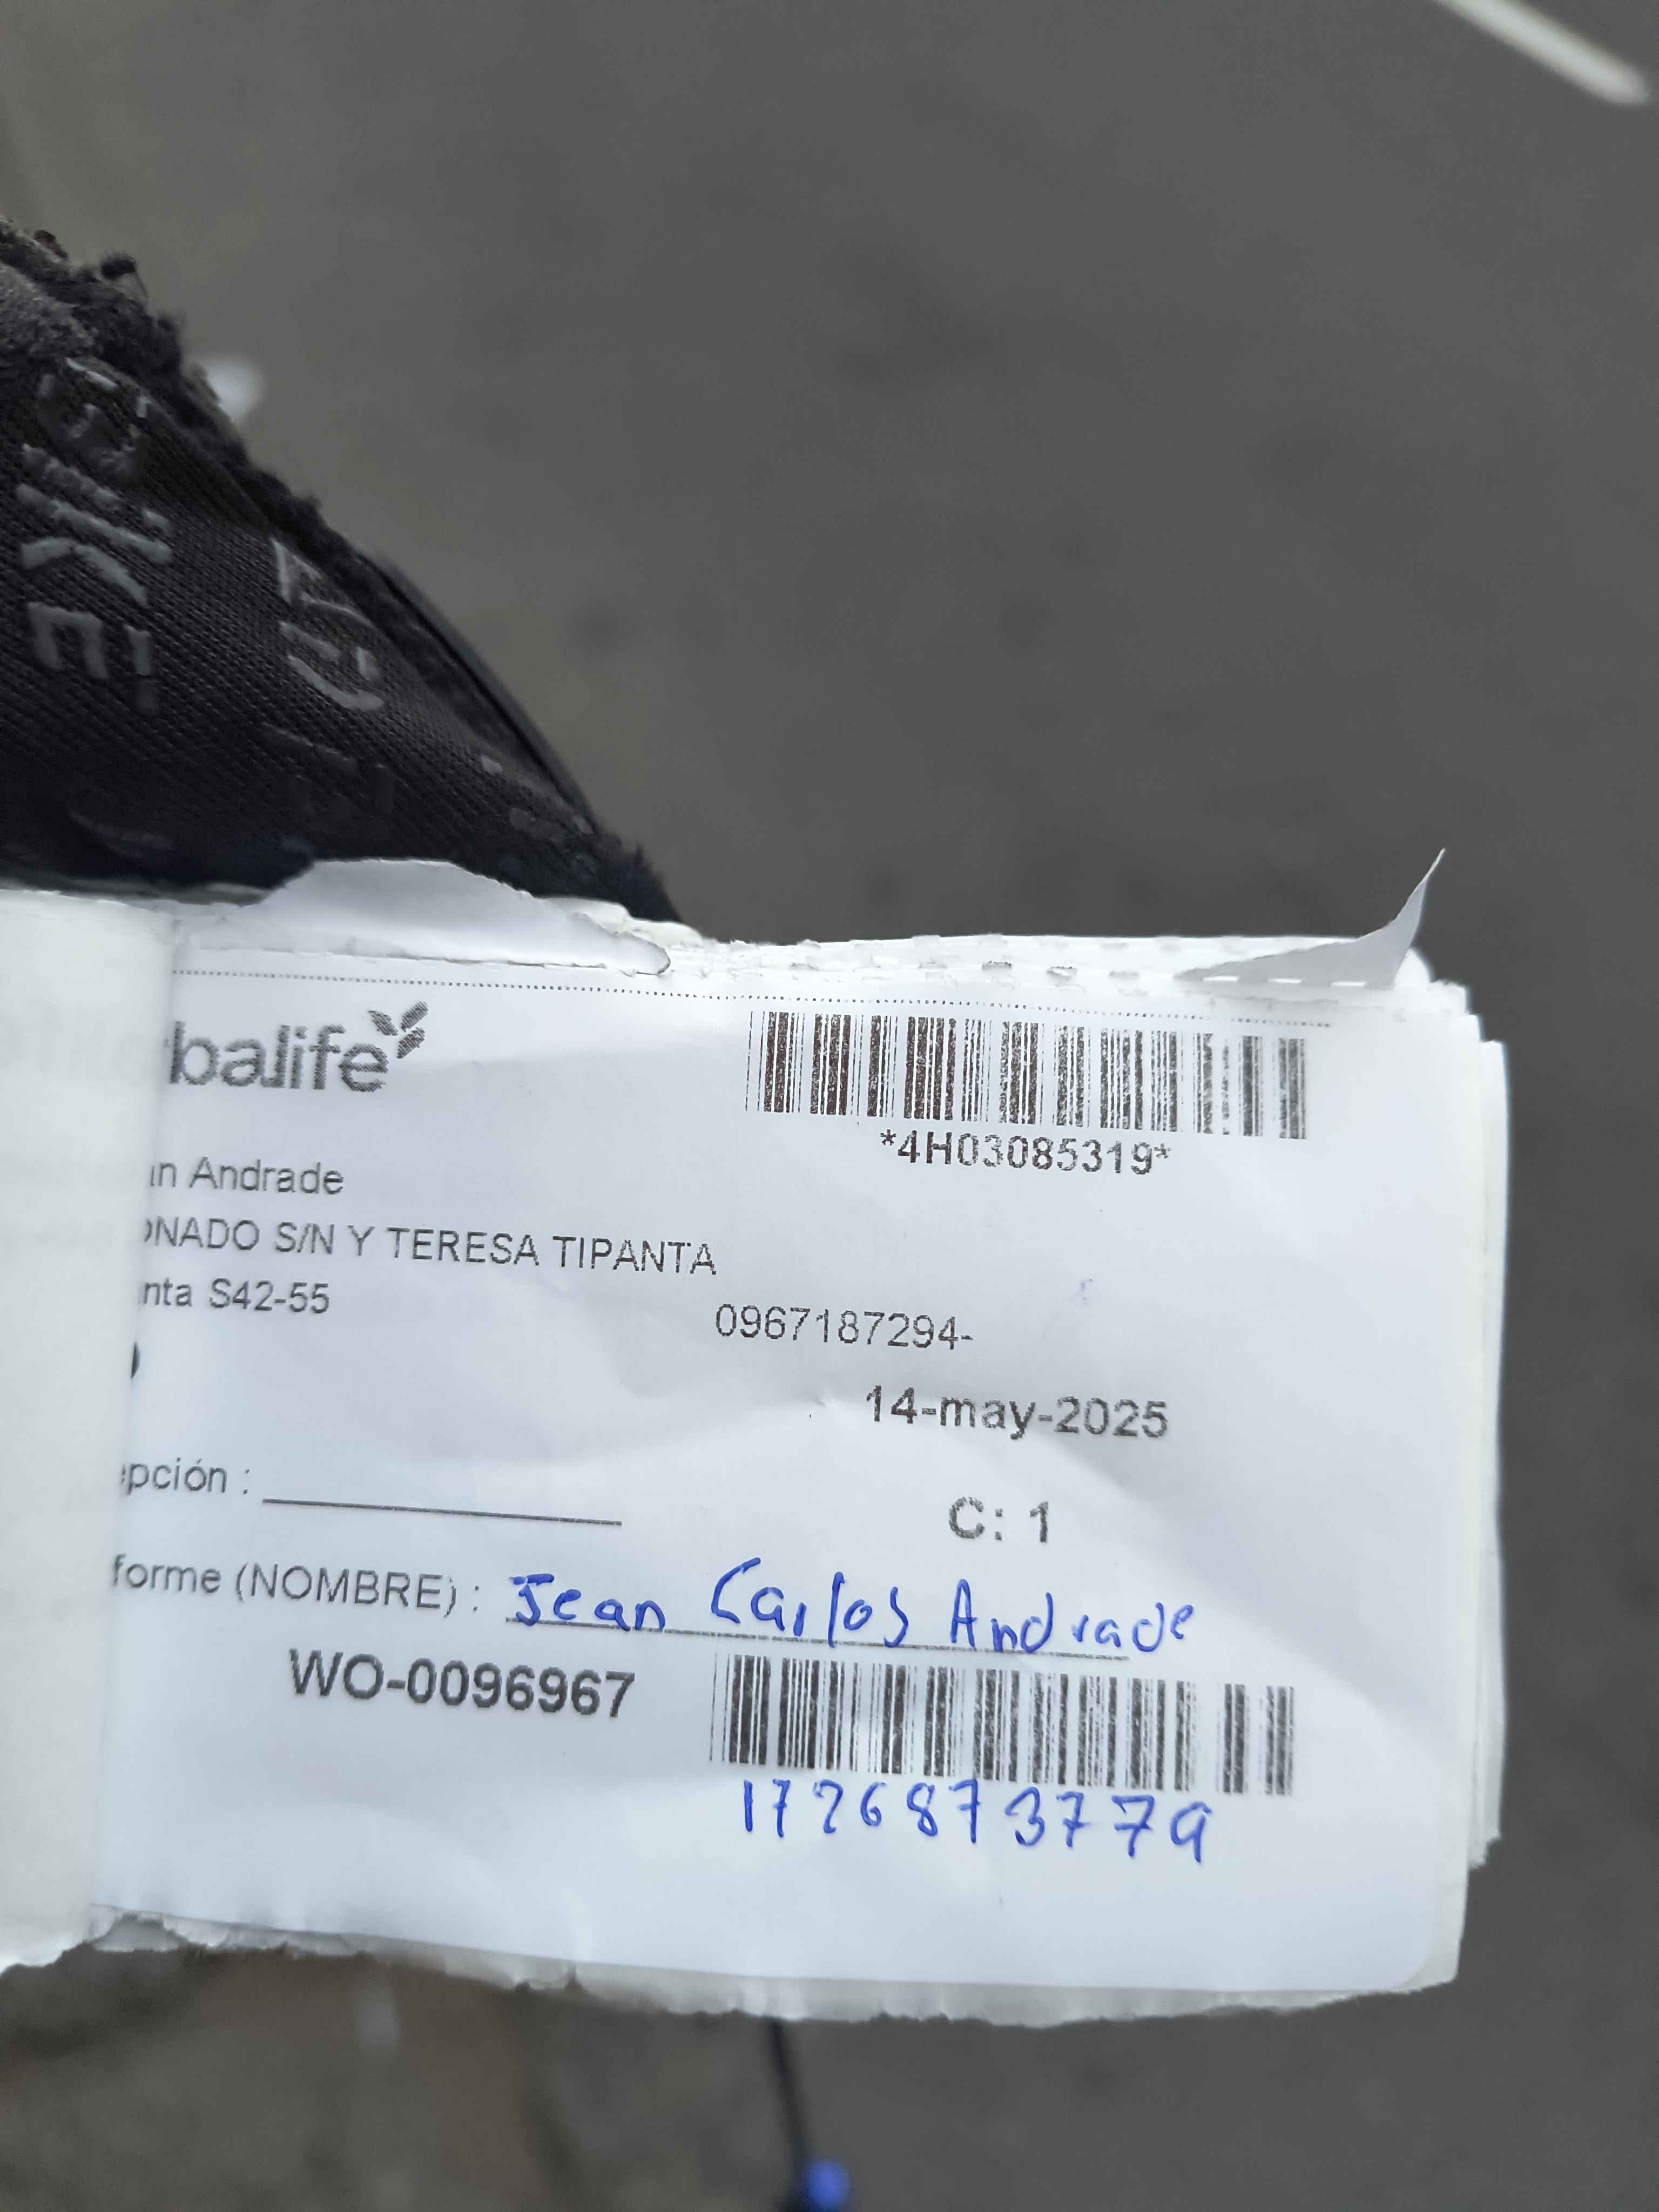 balife
*4H03085319*
an Andrade
ONADO S/N Y TERESA TIPANTA
nta S42-55
0967187294-
14-may-2025
epción :
C: 1
forme (NOMBRE) : Jean Carlos Andrade
WO-0096967
1726873779